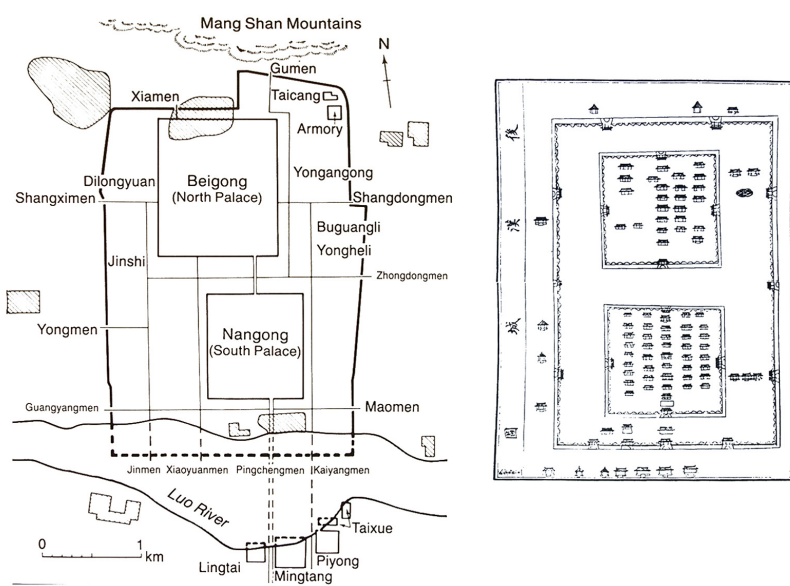 Mang Shan Mountains
N
Gumen
Xiamen
Taicang
Armory
Dilongyuan
Beigong
(North Palace)
Yongangong
Shangximen
Shangdongmen
Buguangli
Jinshi
Yongheli
Zhongdongmen
Yongmen
Nangong
(South Palace)
Guangyangmen
Maomen
Jinmen
Xiaoyuanmen
Pingchengmen
Kaiyangmen
Luo River
Taixue
0
1
km
Lingtai
Piyong
Mingtang
後
漢
城
圖